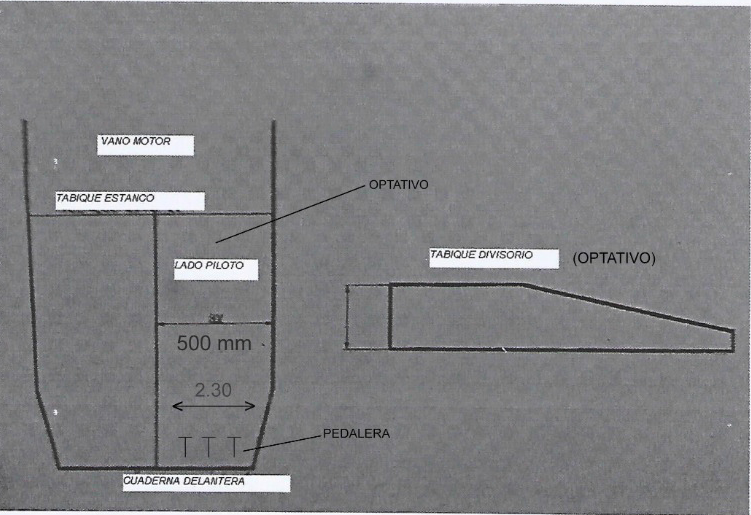 VANO MOTOR
TABIQUE ESTANCO
OPTATIVO
LADO PILOTO
TABIQUE DIVISORIO
(OPTATIVO)
500 mm
2.30
PEDALERA
CUADERNA DELANTERA